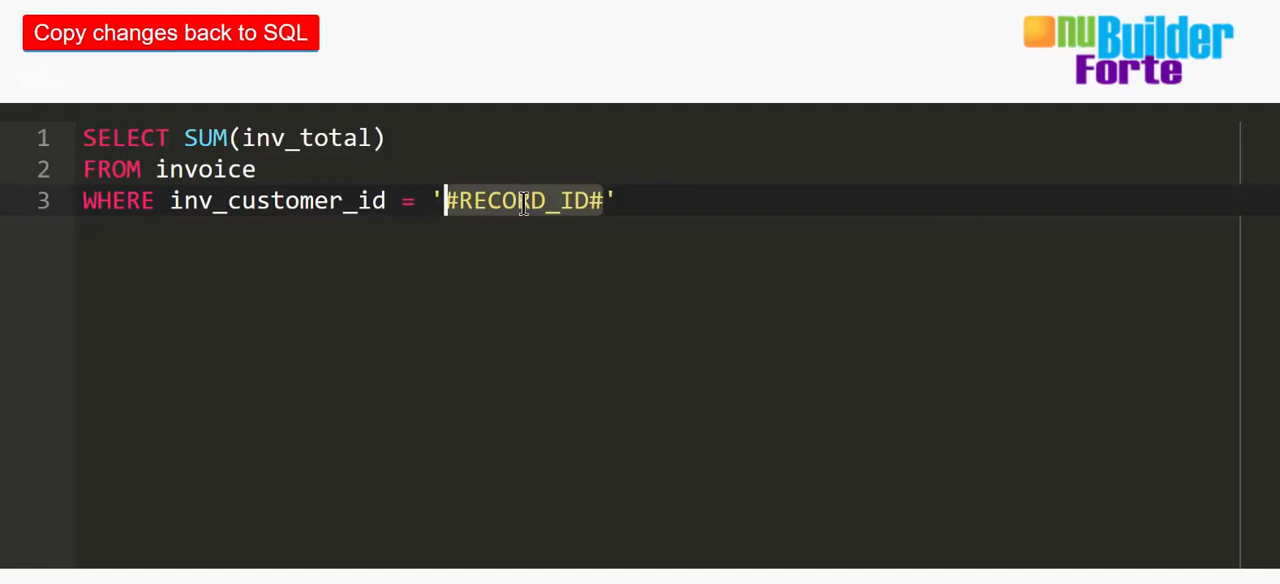 Copy changes back to SQL
nuBuilder
Forte
1 SELECT SUM(inv_total)
2 FROM invoice
3 WHERE inv_customer_id = '#RECORD_ID#'